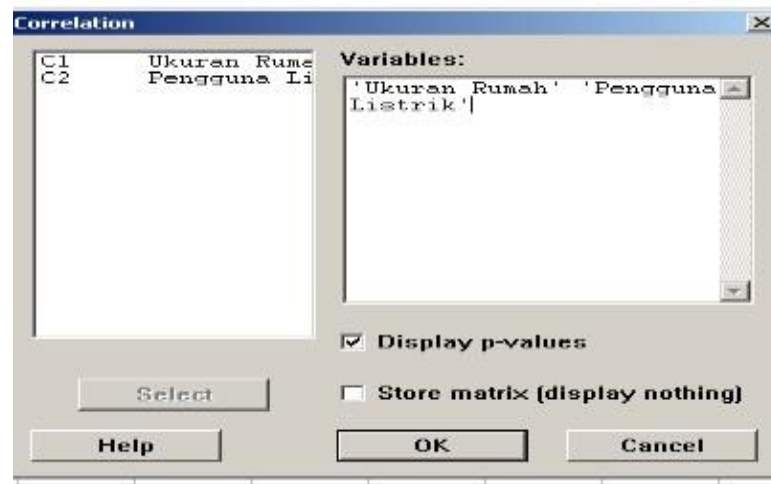 Correlation
C1 Ukuran Ruma
C2 Pengguna Li
Variables:
'Ukuran Rumah' 'Pengguna
Listrik'
Display p-values
Store matrix (display nothing)
Select
Help
OK
Cancel